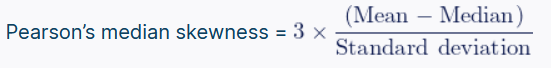 Pearson’s median skewness = 3 × (Mean − Median) / Standard deviation